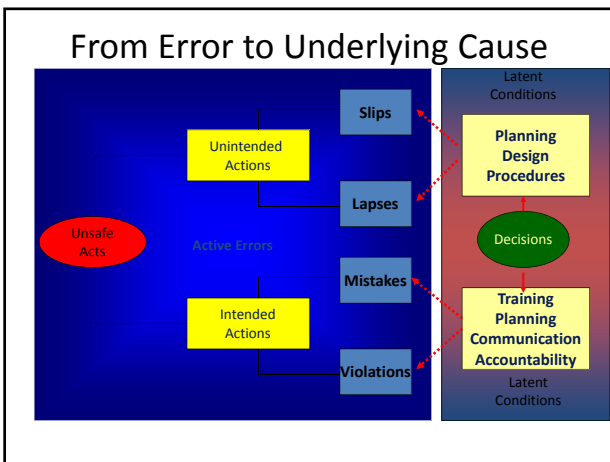 From Error to Underlying Cause
Slips
Unintended
Actions
Lapses
Unsafe
Acts
Active Errors
Mistakes
Intended
Actions
Violations
Latent
Conditions
Planning
Design
Procedures
Decisions
Training
Planning
Communication
Accountability
Latent
Conditions